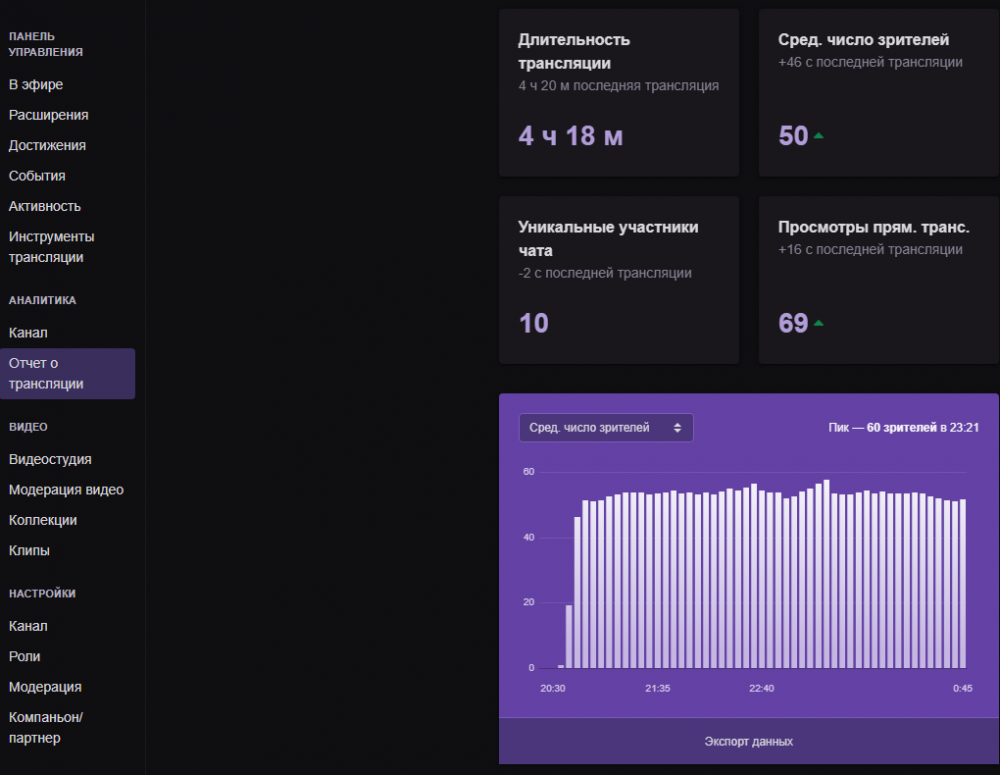 ПАНЕЛЬ
УПРАВЛЕНИЯ
В эфире
Расширения
Достижения
События
Активность
Инструменты
трансляции
АНАЛИТИКА
Канал
Отчет о
трансляции
ВИДЕО
Видеостудия
Модерация видео
Коллекции
Клипы
НАСТРОЙКИ
Канал
Роли
Модерация
Компаньон/
партнер
Длительность
трансляции
4 ч 20 м последняя трансляция
4 ч 18 м
Сред. число зрителей
+46 с последней трансляции
50
Уникальные участники
чата
-2 с последней трансляции
10
Просмотры прям. транс.
+16 с последней трансляции
69
Сред. число зрителей
Пик — 60 зрителей в 23:21
60
40
20
0
20:30
21:35
22:40
0:45
Экспорт данных